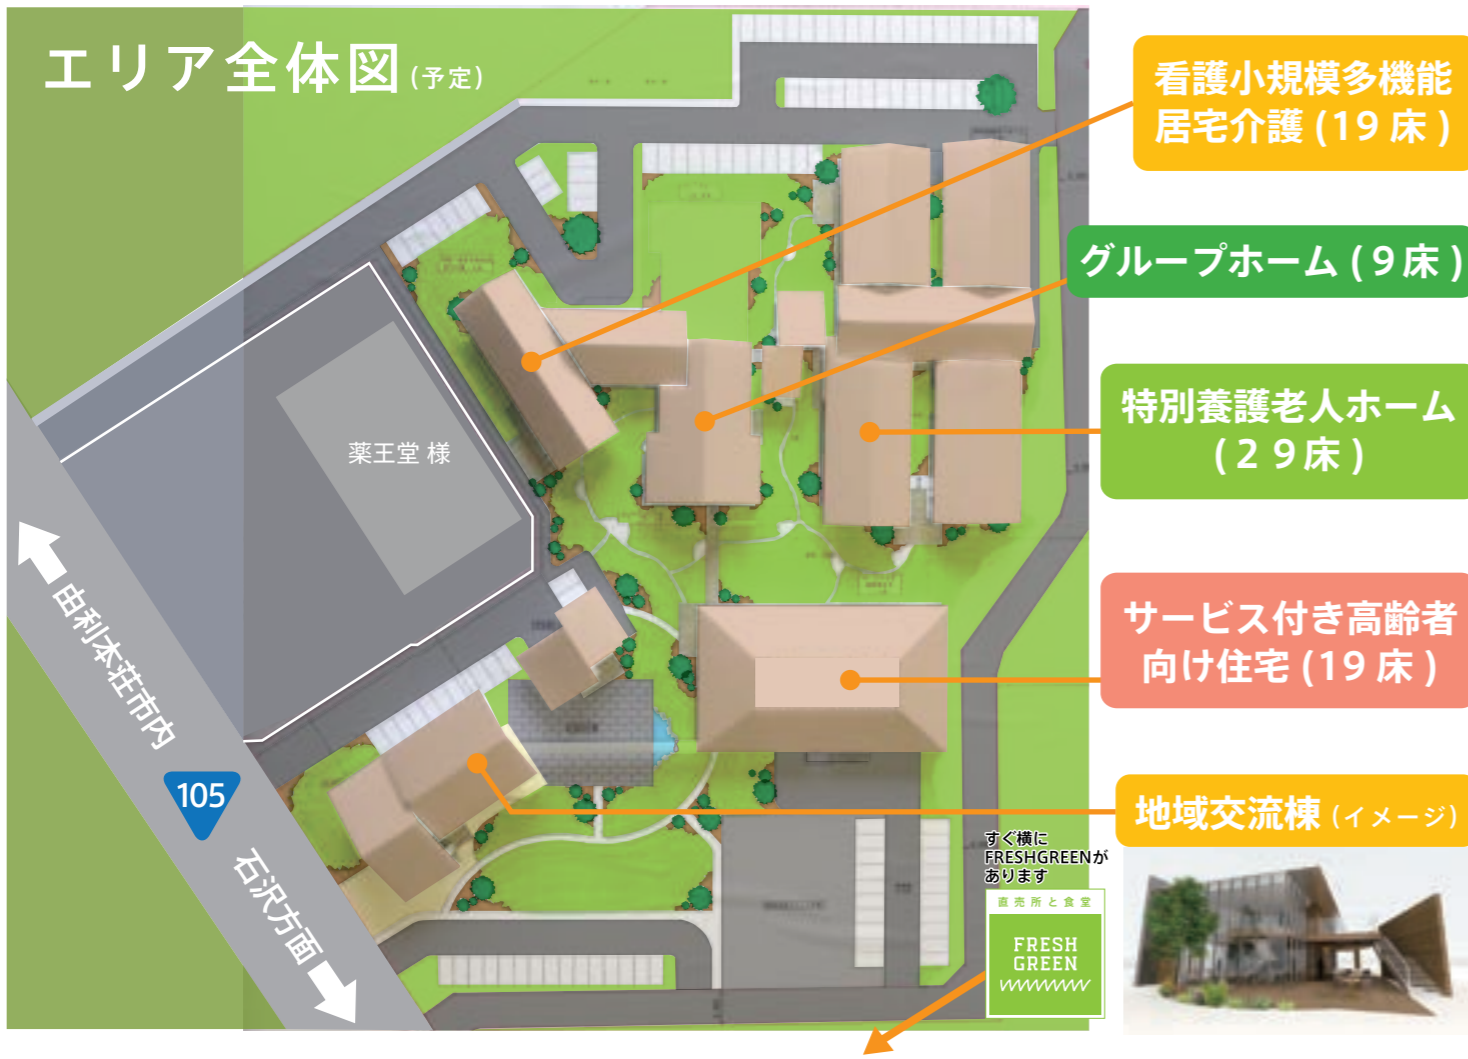 エリア全体図 (予定)
看護小規模多機能
居宅介護 (19 床 )
グループホーム ( 9 床 )
特別養護老人ホーム
( 2 9 床 )
サービス付き高齢者
向け住宅 (19 床 )
地域交流棟 (イメージ)
薬王堂 様
由利本荘市内
105
石沢方面
すぐ横に
FRESHGREENが
あります
直売所と食堂
FRESH
GREEN